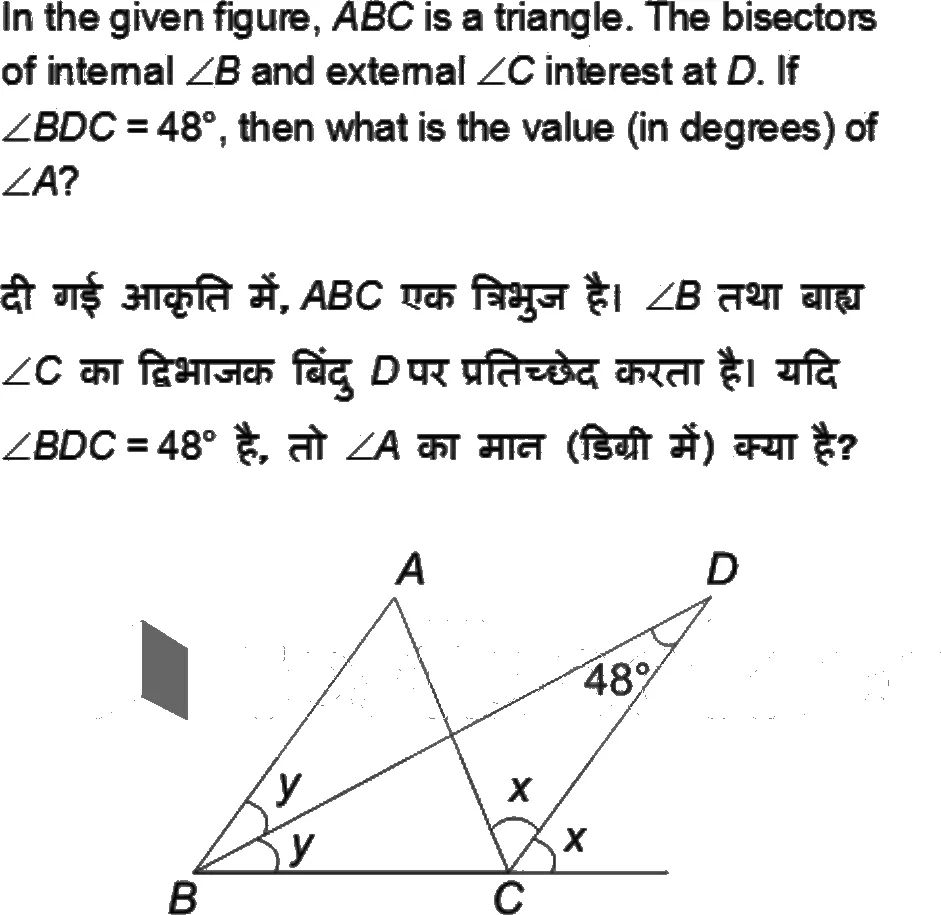 In the given figure, ABC is a triangle. The bisectors
of internal ∠B and external ∠C interest at D. If
∠BDC = 48°, then what is the value (in degrees) of
∠A?
दी गई आकृति में, ABC एक त्रिभुज है। ∠B तथा बाह्य
∠C का द्विभाजक बिंदु D पर प्रतिच्छेद करता है। यदि
∠BDC = 48° है, तो ∠A का मान (डिग्री में) क्या है?
A
D
48°
y
x
y
x
B
C